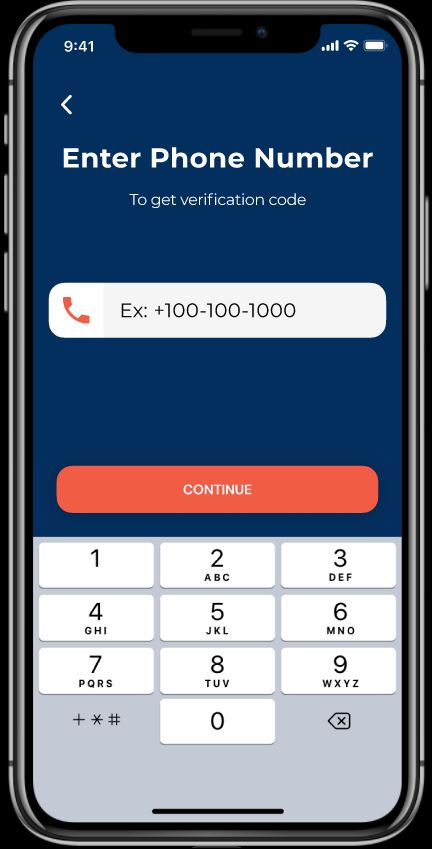 9:41
Enter Phone Number
To get verification code
Ex: +100-100-1000
CONTINUE
1 2 3
ABC DEF
4 5 6
GHI JKL MNO
7 8 9
PQRS TUV WXYZ
+*# 0